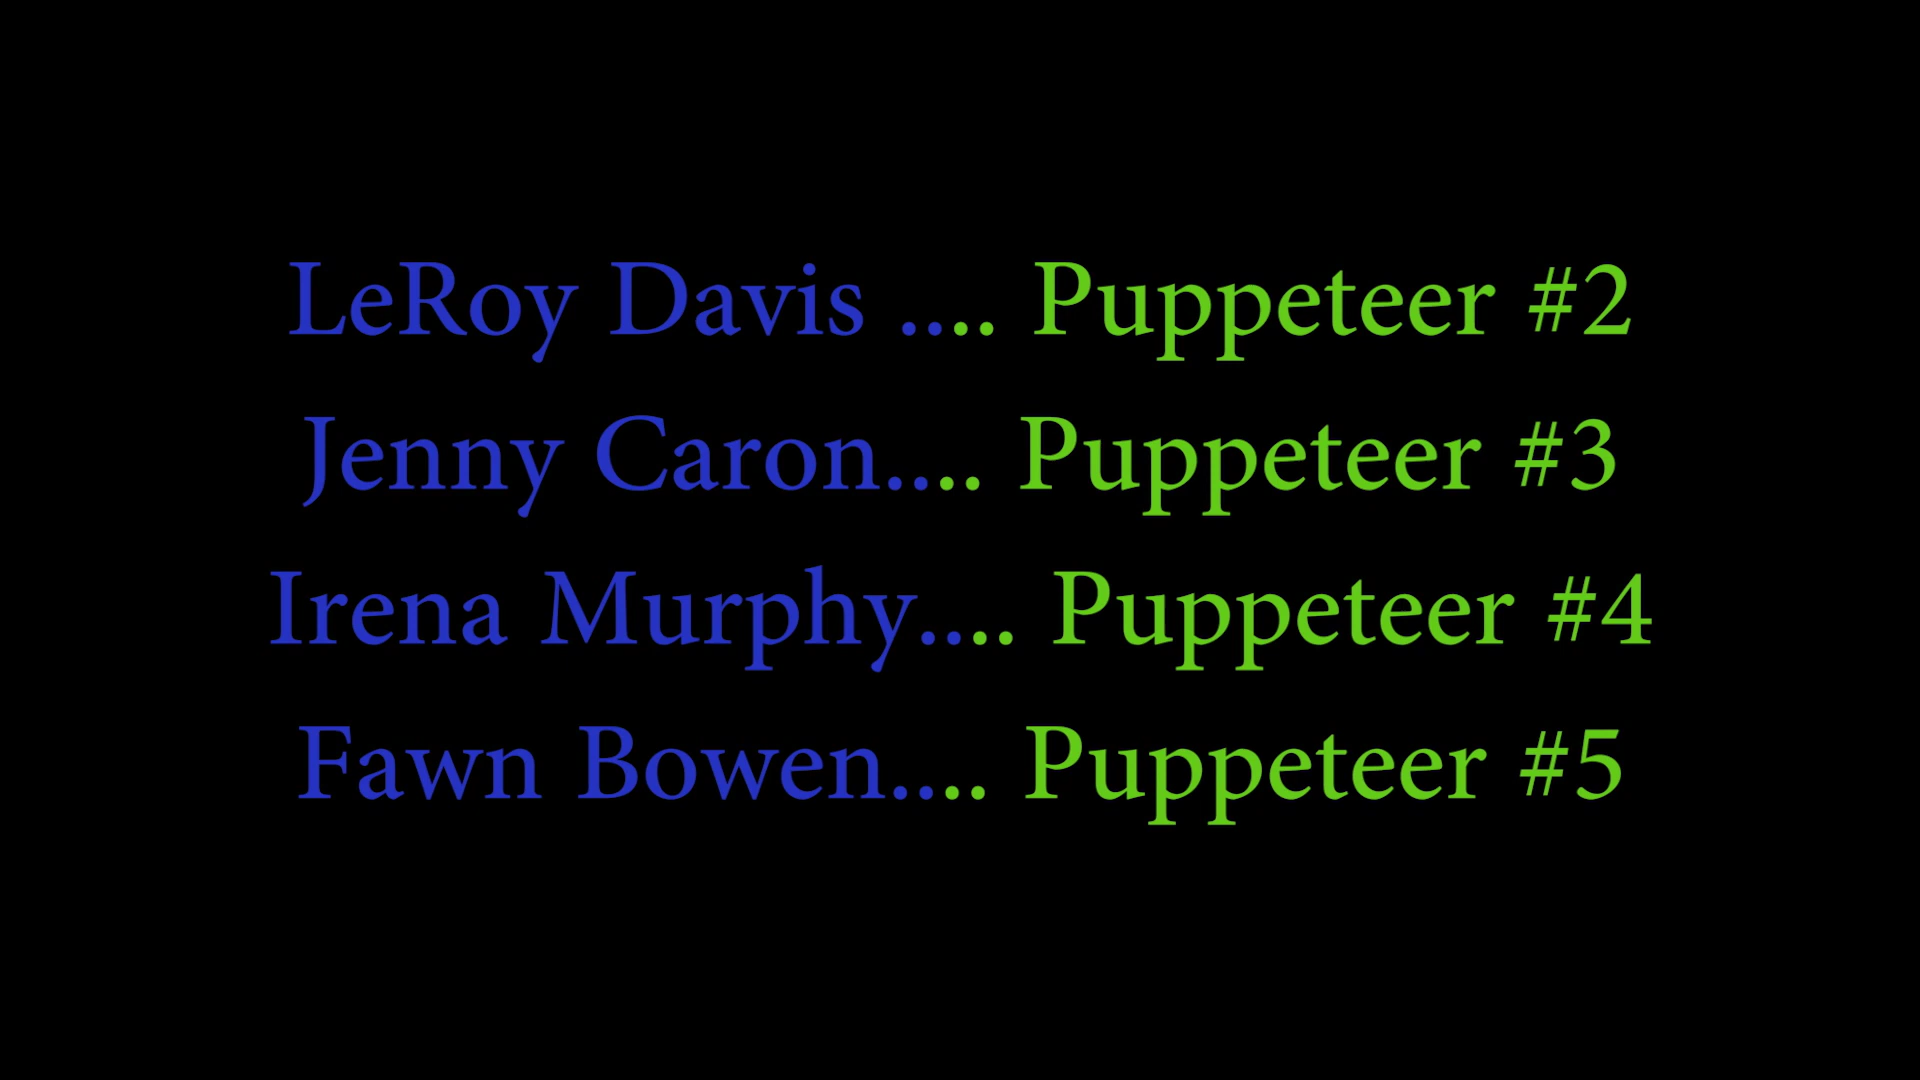 LeRoy Davis .... Puppeteer #2
Jenny Caron.... Puppeteer #3
Irena Murphy.... Puppeteer #4
Fawn Bowen.... Puppeteer #5